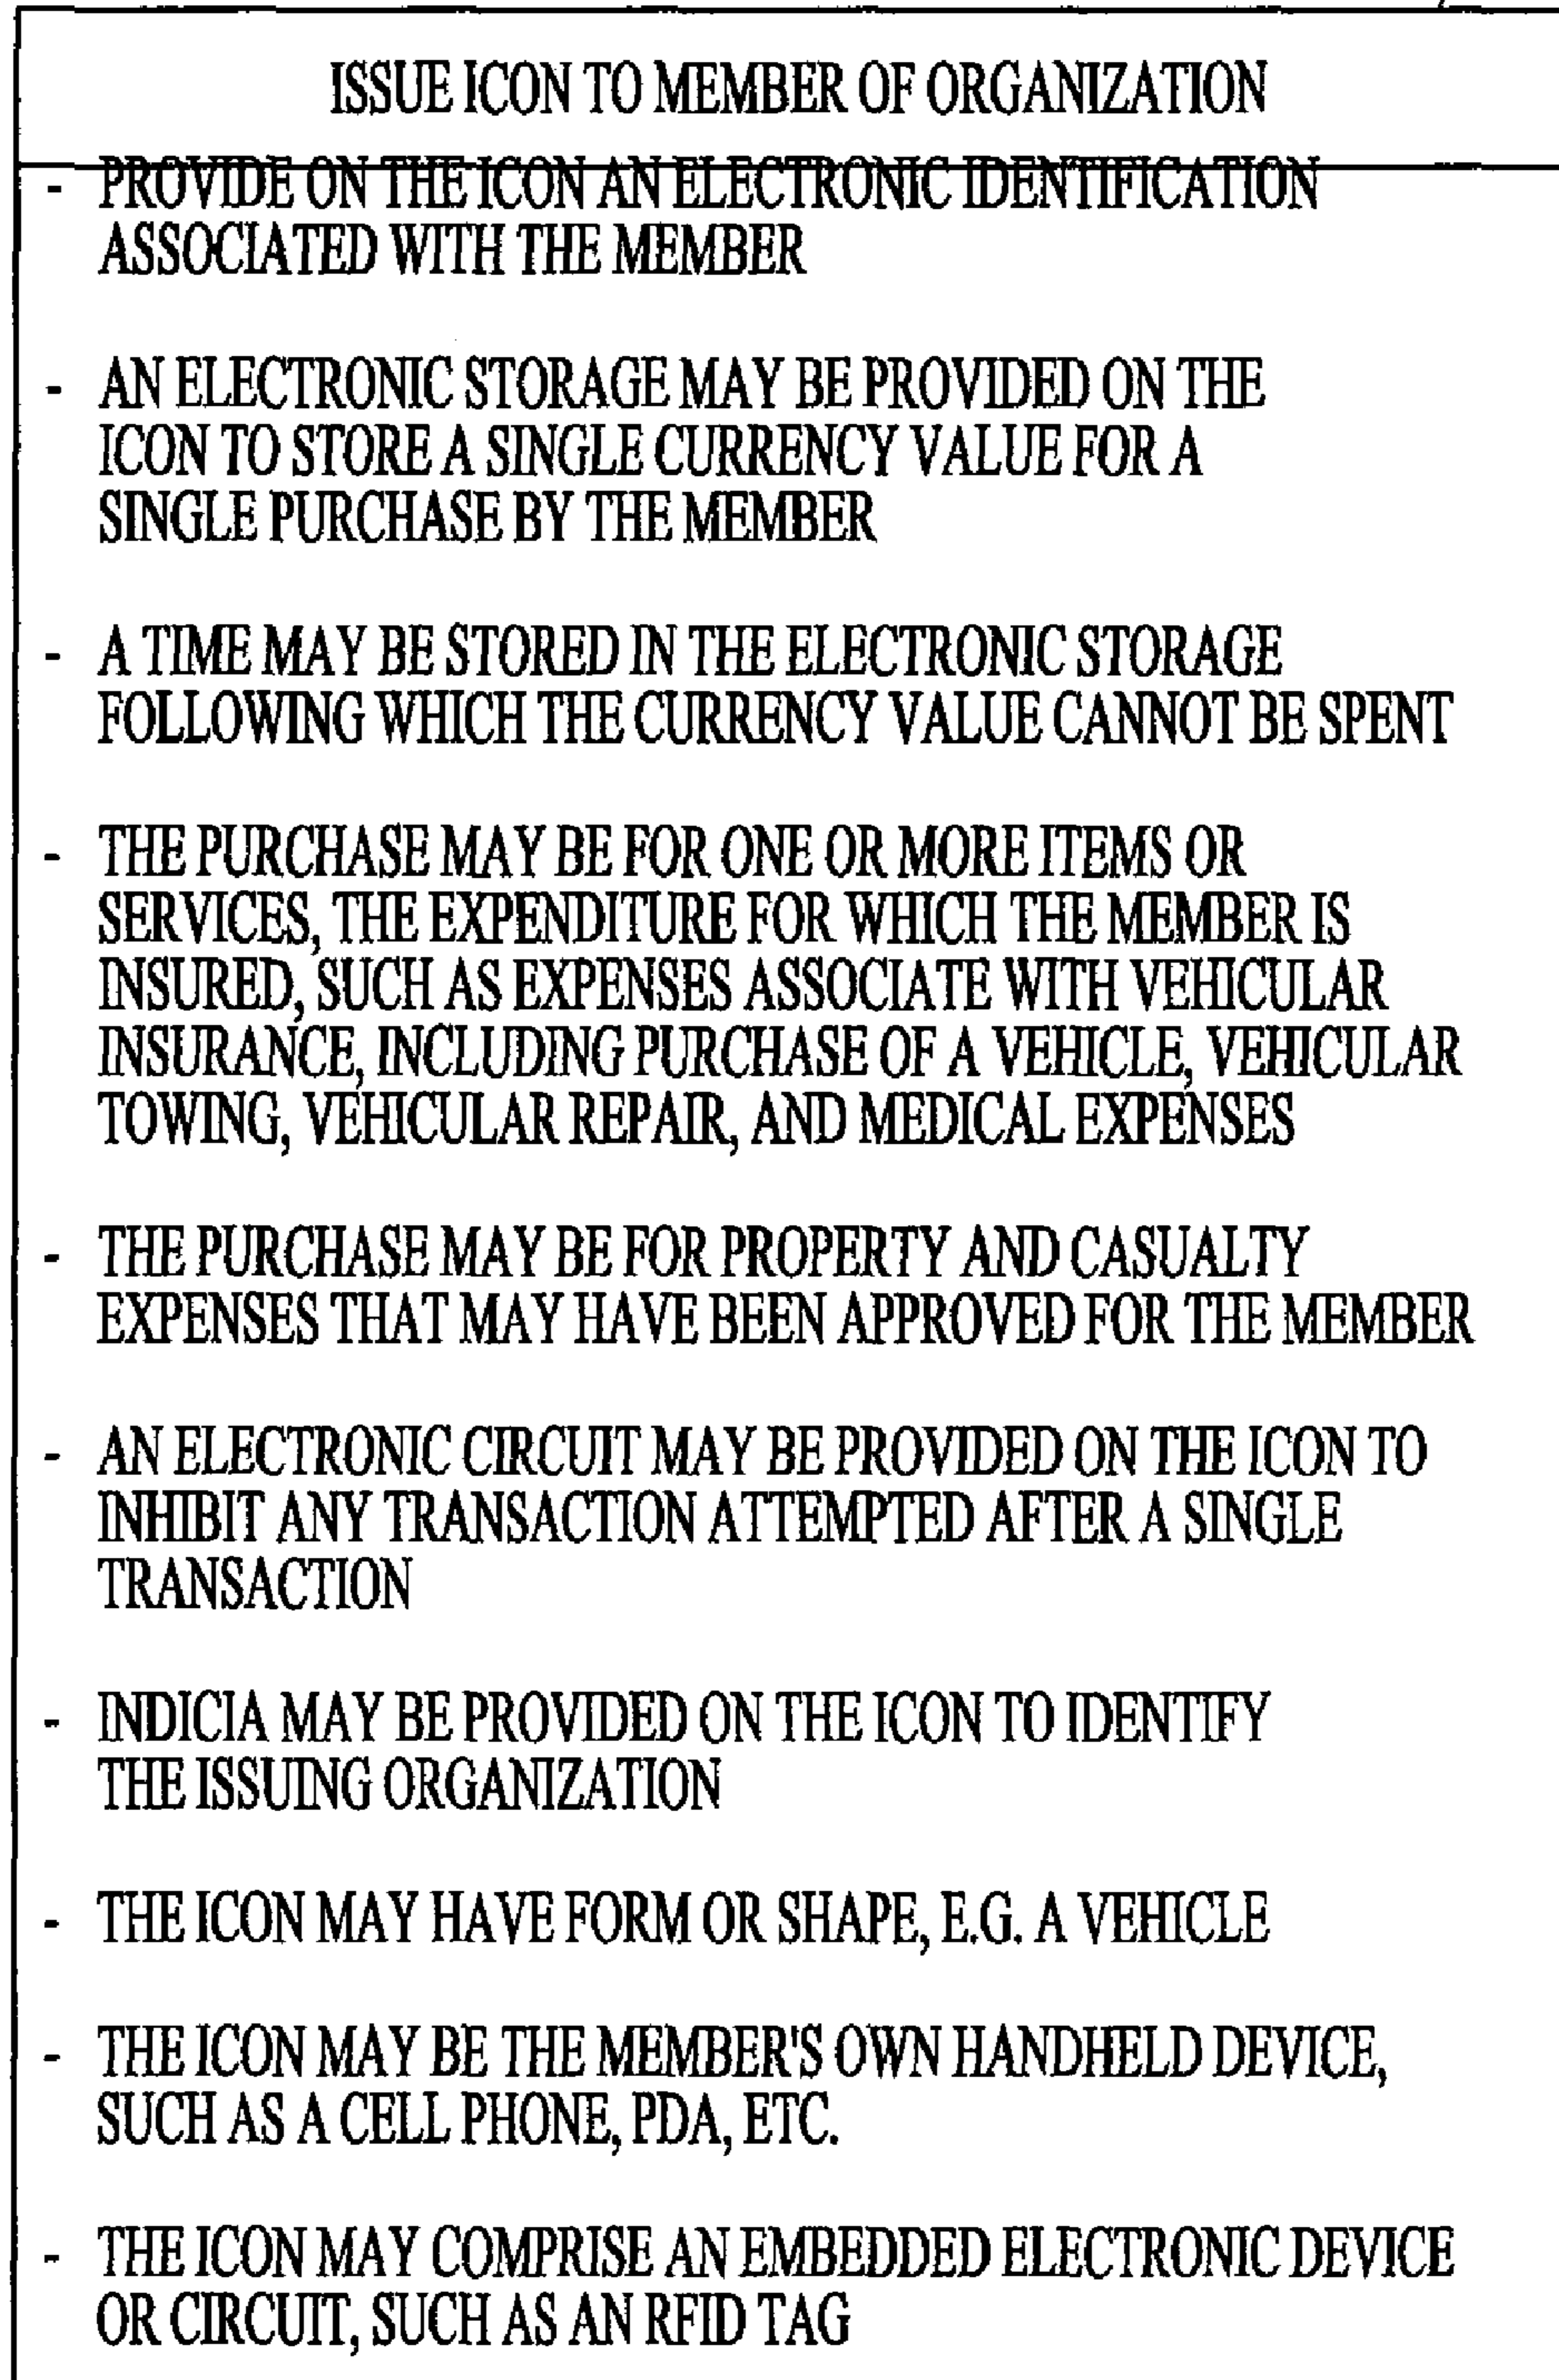 ISSUE ICON TO MEMBER OF ORGANIZATION
- PROVIDE ON THE ICON AN ELECTRONIC IDENTIFICATION
ASSOCIATED WITH THE MEMBER
- AN ELECTRONIC STORAGE MAY BE PROVIDED ON THE
ICON TO STORE A SINGLE CURRENCY VALUE FOR A
SINGLE PURCHASE BY THE MEMBER
- A TIME MAY BE STORED IN THE ELECTRONIC STORAGE
FOLLOWING WHICH THE CURRENCY VALUE CANNOT BE SPENT
- THE PURCHASE MAY BE FOR ONE OR MORE ITEMS OR
SERVICES, THE EXPENDITURE FOR WHICH THE MEMBER IS
INSURED, SUCH AS EXPENSES ASSOCIATE WITH VEHICULAR
INSURANCE, INCLUDING PURCHASE OF A VEHICLE, VEHICULAR
TOWING, VEHICULAR REPAIR, AND MEDICAL EXPENSES
- THE PURCHASE MAY BE FOR PROPERTY AND CASUALTY
EXPENSES THAT MAY HAVE BEEN APPROVED FOR THE MEMBER
- AN ELECTRONIC CIRCUIT MAY BE PROVIDED ON THE ICON TO
INHIBIT ANY TRANSACTION ATTEMPTED AFTER A SINGLE
TRANSACTION
- INDICIA MAY BE PROVIDED ON THE ICON TO IDENTIFY
THE ISSUING ORGANIZATION
- THE ICON MAY HAVE FORM OR SHAPE, E.G. A VEHICLE
- THE ICON MAY BE THE MEMBER'S OWN HANDHELD DEVICE,
SUCH AS A CELL PHONE, PDA, ETC.
- THE ICON MAY COMPRISE AN EMBEDDED ELECTRONIC DEVICE
OR CIRCUIT, SUCH AS AN RFID TAG